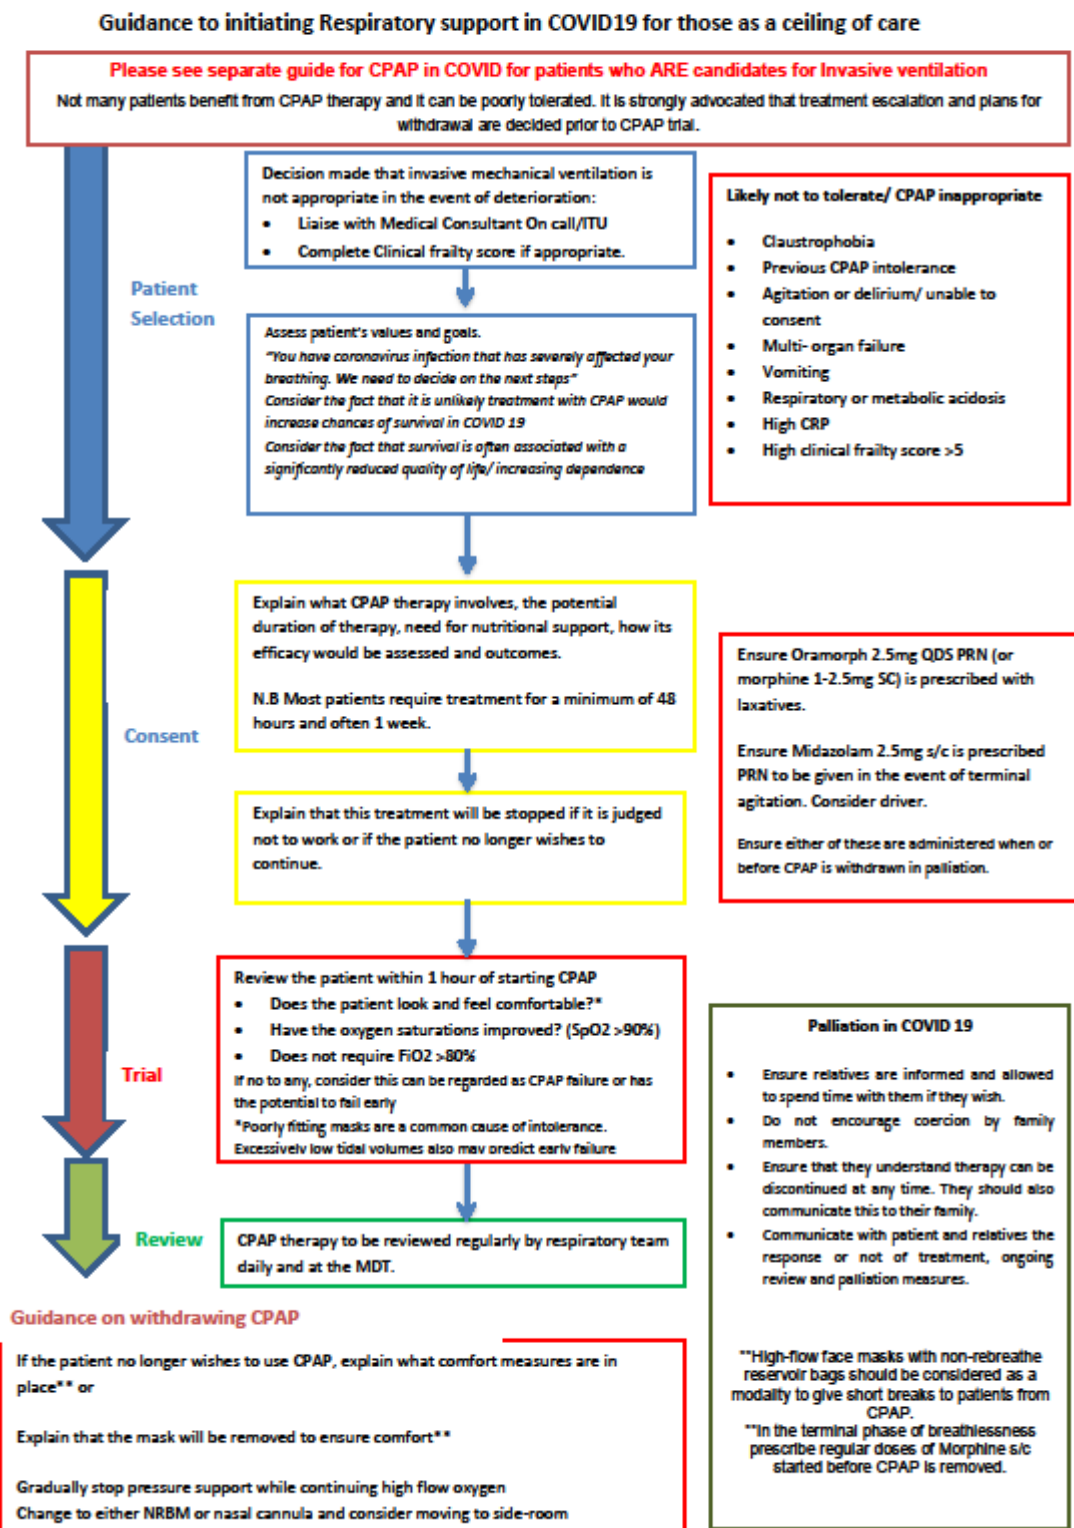 Guidance to initiating Respiratory support in COVID19 for those as a ceiling of care
Please see separate guide for CPAP in COVID for patients who ARE candidates for Invasive ventilation
Not many patients benefit from CPAP therapy and it can be poorly tolerated. It is strongly advocated that treatment escalation and plans for
withdrawal are decided prior to CPAP trial.
Patient
Selection
Decision made that invasive mechanical ventilation is
not appropriate in the event of deterioration:
• Liaise with Medical Consultant On call/ITU
• Complete Clinical frailty score if appropriate.
Assess patient's values and goals.
"You have coronavirus infection that has severely affected your
breathing. We need to decide on the next steps"
Consider the fact that it is unlikely treatment with CPAP would
increase chances of survival in COVID 19
Consider the fact that survival is often associated with a
significantly reduced quality of life/ increasing dependence
Likely not to tolerate/ CPAP inappropriate
• Claustrophobia
• Previous CPAP intolerance
• Agitation or delirium/ unable to
consent
• Multi- organ failure
• Vomiting
• Respiratory or metabolic acidosis
• High CRP
• High clinical frailty score >5
Consent
Explain what CPAP therapy involves, the potential
duration of therapy, need for nutritional support, how its
efficacy would be assessed and outcomes.
N.B Most patients require treatment for a minimum of 48
hours and often 1 week.
Explain that this treatment will be stopped if it is judged
not to work or if the patient no longer wishes to
continue.
Ensure Oramorph 2.5mg QDS PRN (or
morphine 1-2.5mg SC) is prescribed with
laxatives.
Ensure Midazolam 2.5mg s/c is prescribed
PRN to be given in the event of terminal
agitation. Consider driver.
Ensure either of these are administered when or
before CPAP is withdrawn in palliation.
Trial
Review the patient within 1 hour of starting CPAP
• Does the patient look and feel comfortable?*
• Have the oxygen saturations improved? (SpO2 >90%)
• Does not require FiO2 >80%
If no to any, consider this can be regarded as CPAP failure or has
the potential to fail early
*Poorly fitting masks are a common cause of intolerance.
Excessively low tidal volumes also may predict early failure
Review
CPAP therapy to be reviewed regularly by respiratory team
daily and at the MDT.
Palliation in COVID 19
• Ensure relatives are informed and allowed
to spend time with them if they wish.
• Do not encourage coercion by family
members.
• Ensure that they understand therapy can be
discontinued at any time. They should also
communicate this to their family.
• Communicate with patient and relatives the
response or not of treatment, ongoing
review and palliation measures.
**High-flow face masks with non-rebreathe
reservoir bags should be considered as a
modality to give short breaks to patients from
CPAP.
**In the terminal phase of breathlessness
prescribe regular doses of Morphine s/c
started before CPAP is removed.
Guidance on withdrawing CPAP
If the patient no longer wishes to use CPAP, explain what comfort measures are in
place** or
Explain that the mask will be removed to ensure comfort**
Gradually stop pressure support while continuing high flow oxygen
Change to either NRBM or nasal cannula and consider moving to side-room